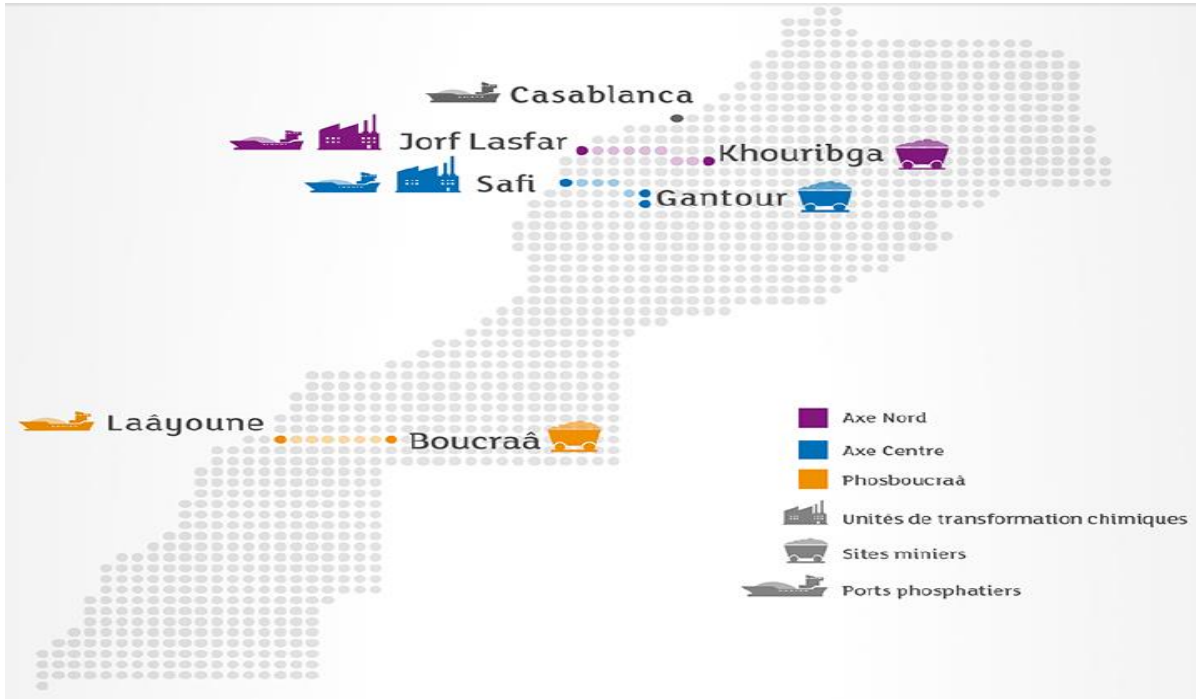 Casablanca
Jorf Lasfar
Khouribga
Safi
Gantour
Laâyoune
Boucraâ
Axe Nord
Axe Centre
Phosboucraâ
Unités de transformation chimiques
Sites miniers
Ports phosphatiers